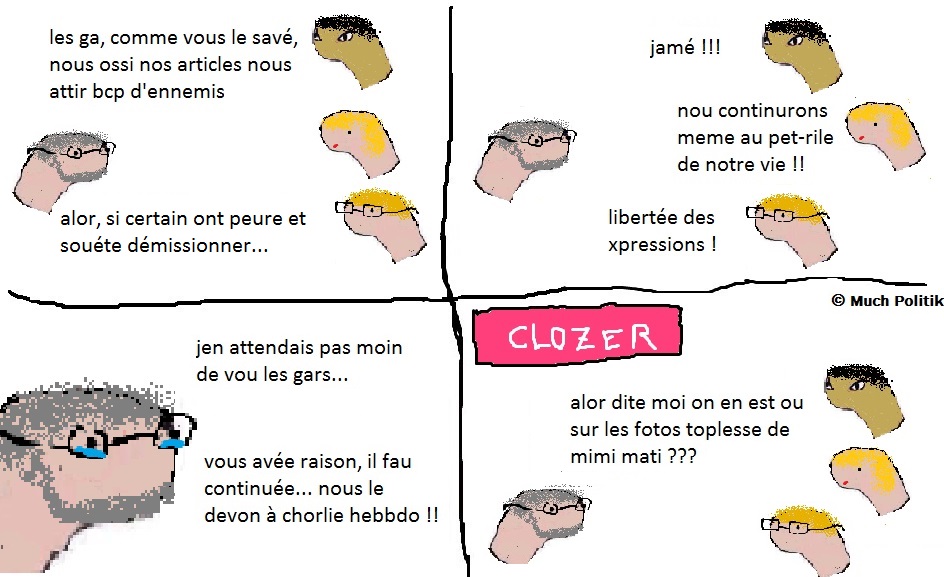 les ga, comme vous le savé,
nous ossi nos articles nous
attir bcp d'ennemis
alor, si certain ont peure et
souéte démissionner...
jamé !!!
nou continurons
meme au pet-rile
de notre vie !!
libertée des
xpressions !
© Much Politik
jen attendais pas moin
de vou les gars...
vous avée raison, il fau
continuée... nous le
devon à chorlie hebbdo !!
CLOZER
alor dite moi on en est ou
sur les fotos toplesse de
mimi mati ???